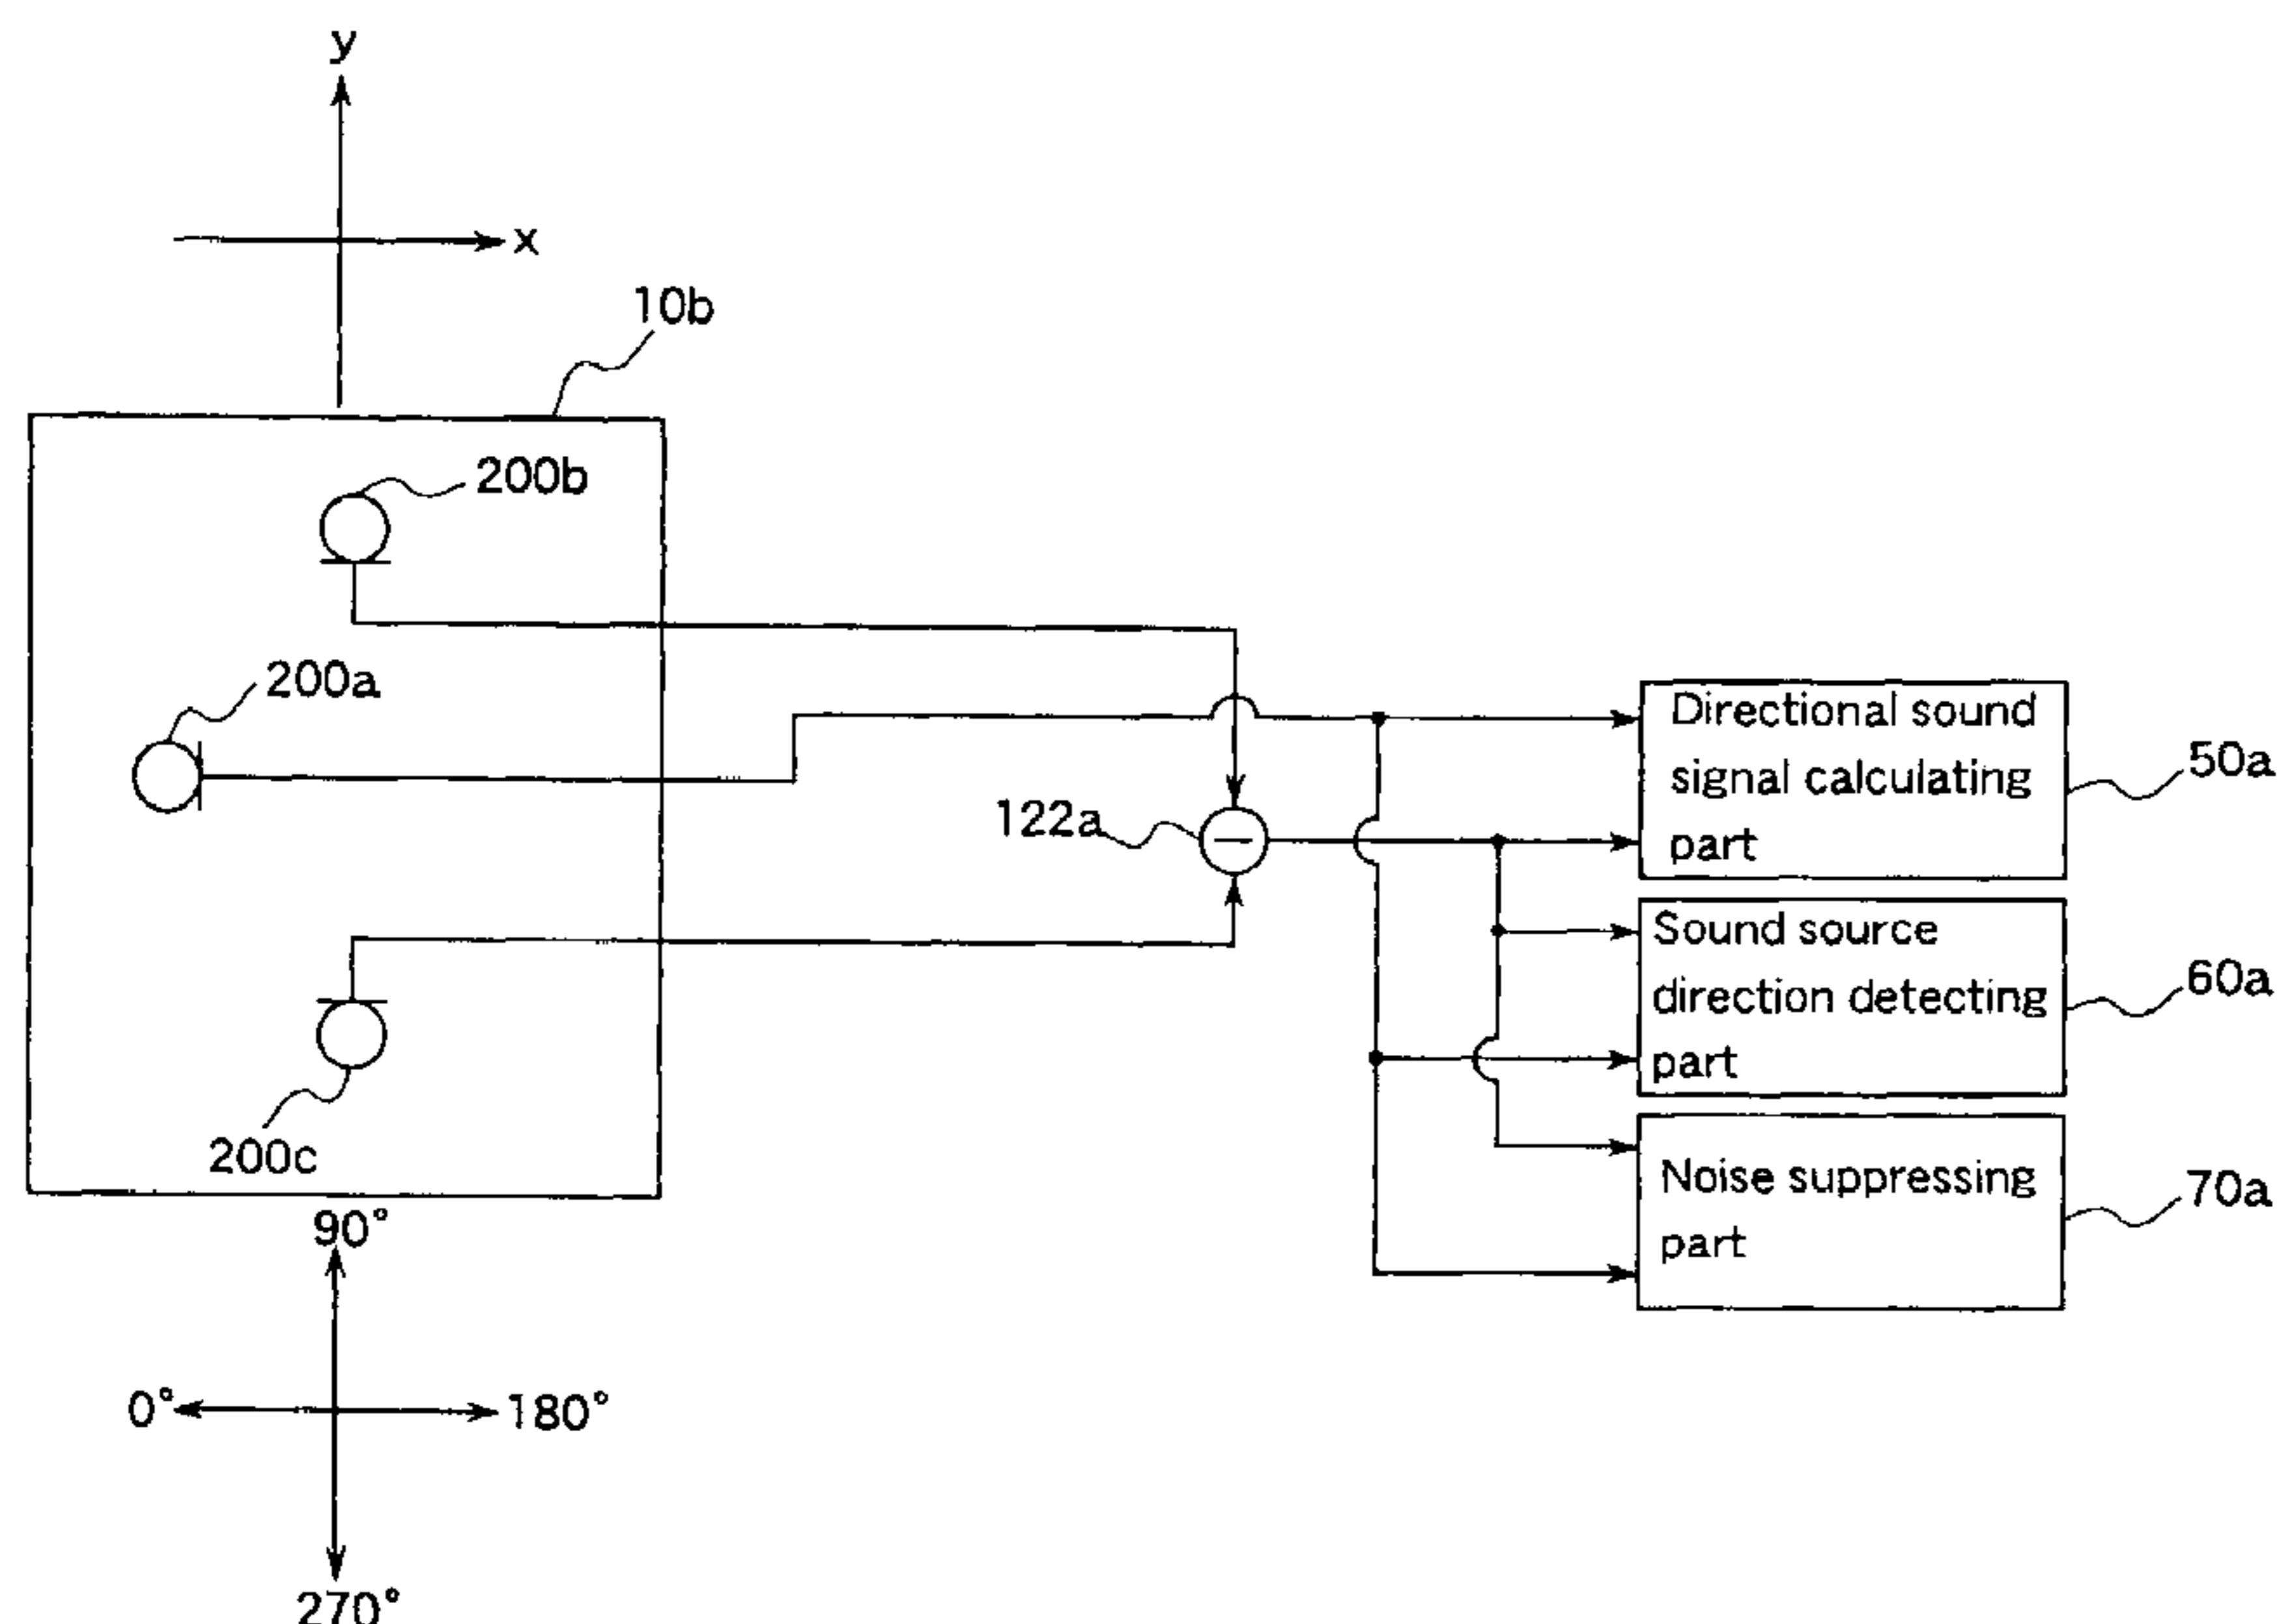 y
x
10b
200b
200a
Directional sound
signal calculating
part
50a
122a
Sound source
direction detecting
part
60a
200c
Noise suppressing
part
70a
90°
0°
180°
270°